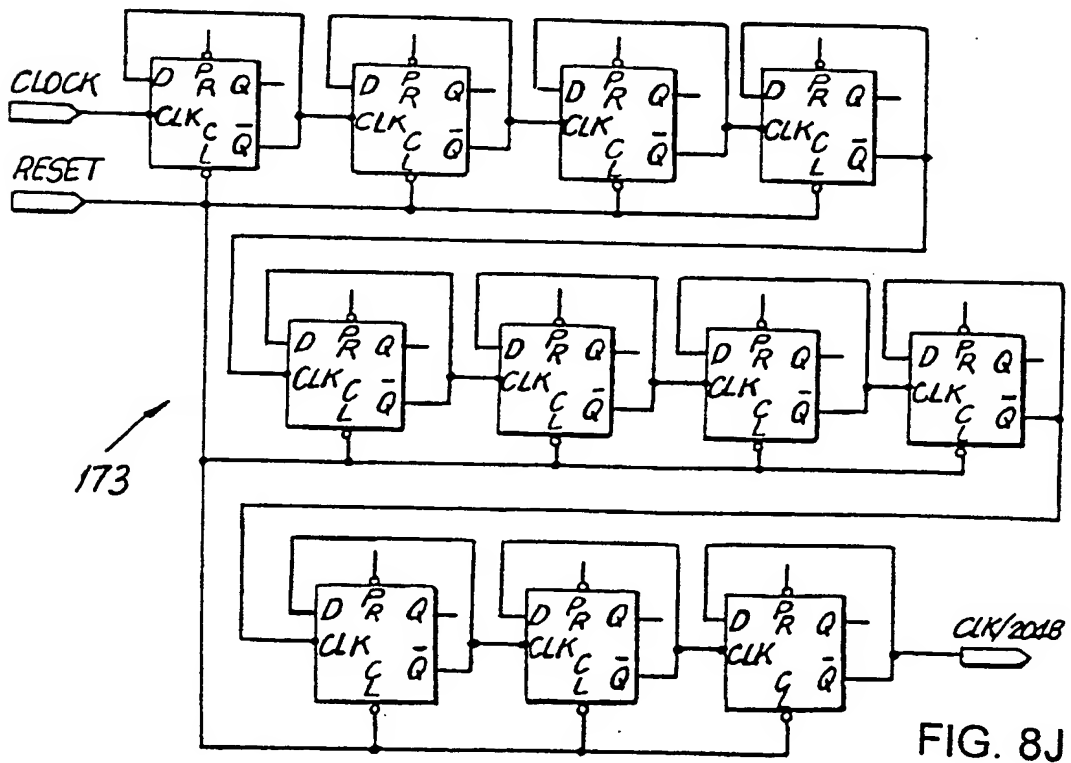 CLOCK
RESET
D PR Q
CLK CL Q̅
D PR Q
CLK CL Q̅
D PR Q
CLK CL Q̅
D PR Q
CLK CL Q̅
D PR Q
CLK CL Q̅
D PR Q
CLK CL Q̅
D PR Q
CLK CL Q̅
D PR Q
CLK CL Q̅
173
D PR Q
CLK CL Q̅
D PR Q
CLK CL Q̅
D PR Q
CLK CL Q̅
CLK/2048
FIG. 8J